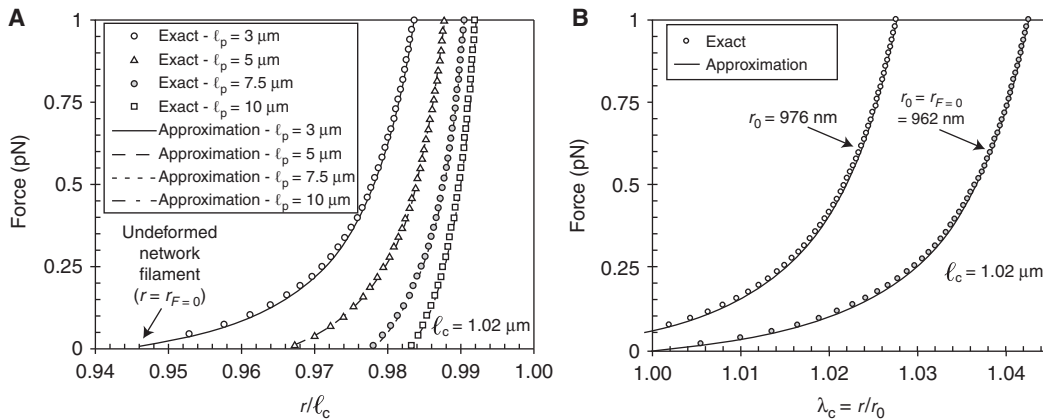 A
Force (pN)
1
0.75
0.5
0.25
0
Exact - ℓp = 3 μm
Exact - ℓp = 5 μm
Exact - ℓp = 7.5 μm
Exact - ℓp = 10 μm
Approximation - ℓp = 3 μm
Approximation - ℓp = 5 μm
Approximation - ℓp = 7.5 μm
Approximation - ℓp = 10 μm
Undeformed
network
filament
(r = rF = 0)
ℓc = 1.02 μm
0.94 0.95 0.96 0.97 0.98 0.99 1.00
r/ℓc
B
Force (pN)
1
0.75
0.5
0.25
0
Exact
Approximation
r0 = 976 nm
r0 = rF = 0
= 962 nm
ℓc = 1.02 μm
1.00 1.01 1.02 1.03 1.04
λc = r/r0